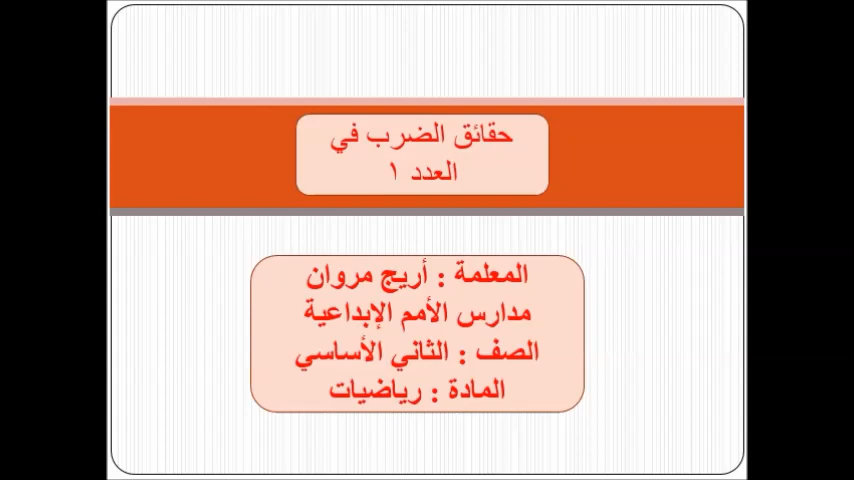 حقائق الضرب في
العدد ١
المعلمة : أريج مروان
مدارس الأمم الإبداعية
الصف : الثاني الأساسي
المادة : رياضيات